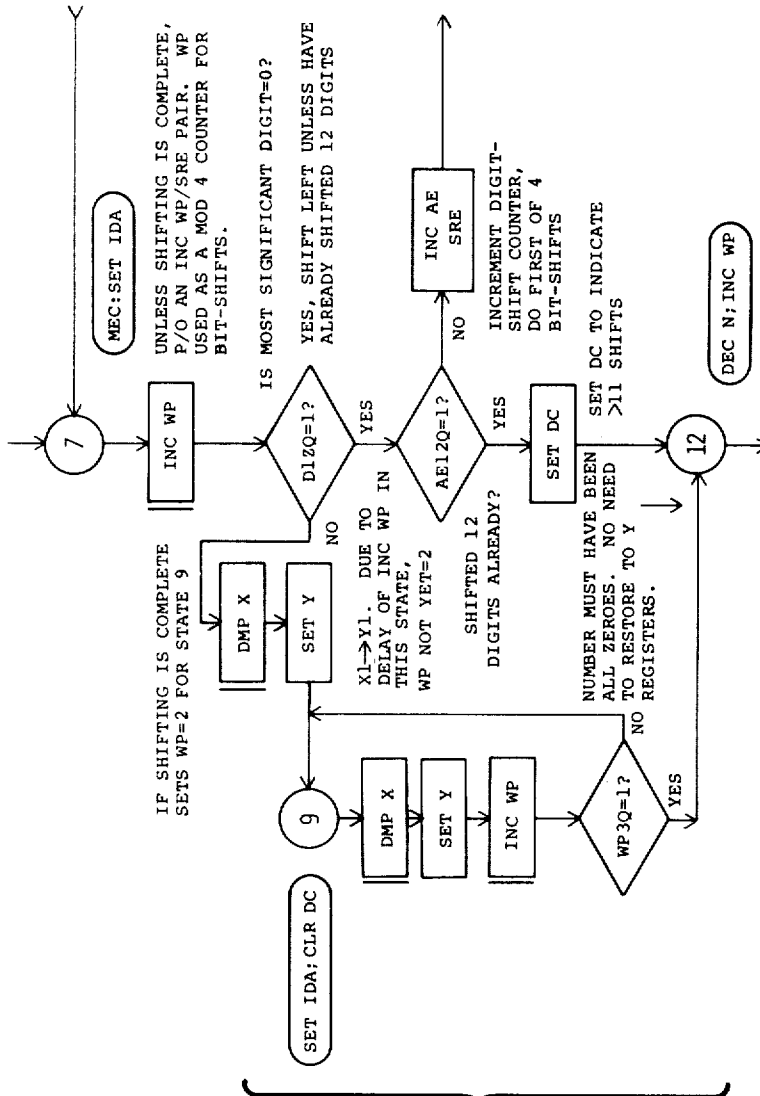 7
MEC:SET IDA
INC WP
UNLESS SHIFTING IS COMPLETE,
P/O AN INC WP/SRE PAIR. WP
USED AS A MOD 4 COUNTER FOR
BIT-SHIFTS.
IF SHIFTING IS COMPLETE
SETS WP=2 FOR STATE 9
D1ZQ=1?
IS MOST SIGNIFICANT DIGIT=0?
NO
YES
YES, SHIFT LEFT UNLESS HAVE
ALREADY SHIFTED 12 DIGITS
DMP X
SET Y
X1→Y1. DUE TO
DELAY OF INC WP IN
THIS STATE,
WP NOT YET=2
AE12Q=1?
NO
YES
INC AE
SRE
INCREMENT DIGIT-
SHIFT COUNTER,
DO FIRST OF 4
BIT-SHIFTS
SHIFTED 12
DIGITS ALREADY?
SET DC
SET DC TO INDICATE
>11 SHIFTS
SET IDA;CLR DC
9
DMP X
SET Y
INC WP
WP3Q=1?
NO
YES
NUMBER MUST HAVE BEEN
ALL ZEROES. NO NEED
TO RESTORE TO Y
REGISTERS.
12
DEC N;INC WP